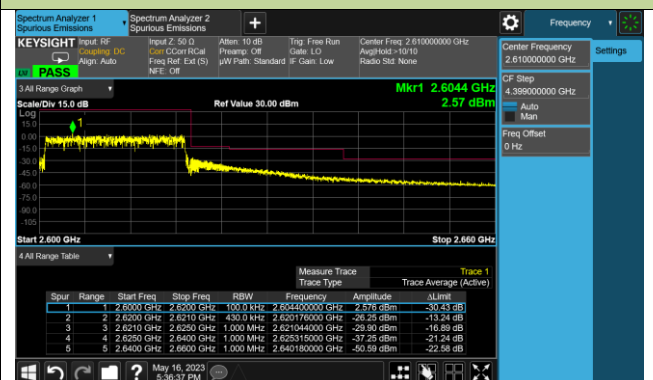 Spectrum Analyzer 1
Spurious Emissions
Spectrum Analyzer 2
Spurious Emissions
+
Frequency
KEYSIGHT
Input: RF
Coupling: DC
Align: Auto
Input Z: 50 Ω
Corr CCorr RCal
Freq Ref: Ext (S)
NFE: Off
Atten: 10 dB
Preamp: Off
µW Path: Standard
Trig: Free Run
Gate: LO
IF Gain: Low
Center Freq: 2.610000000 GHz
Avg|Hold:>10/10
Radio Std: None
PASS
Center Frequency
2.610000000 GHz
Settings
CF Step
4.399000000 GHz
Auto
Man
Freq Offset
0 Hz
3 All Range Graph
Mkr1 2.6044 GHz
2.57 dBm
Scale/Div 15.0 dB
Ref Value 30.00 dBm
Log
15.0
0.00
-15.0
-30.0
-45.0
-60.0
-75.0
-90.0
-105
1
Start 2.600 GHz
Stop 2.660 GHz
4 All Range Table
Measure Trace Trace 1
Trace Type Trace Average (Active)
Spur Range Start Freq Stop Freq RBW Frequency Amplitude ΔLimit
1 1 2.6000 GHz 2.6200 GHz 100.0 kHz 2.604400000 GHz 2.576 dBm -30.43 dB
2 2 2.6200 GHz 2.6210 GHz 430.0 kHz 2.620176000 GHz -26.25 dBm -13.24 dB
3 3 2.6210 GHz 2.6250 GHz 1.000 MHz 2.621044000 GHz -29.90 dBm -16.89 dB
4 4 2.6250 GHz 2.6400 GHz 1.000 MHz 2.625315000 GHz -37.25 dBm -21.24 dB
5 5 2.6400 GHz 2.6600 GHz 1.000 MHz 2.640180000 GHz -50.59 dBm -22.58 dB
?
May 16, 2023
5:36:37 PM